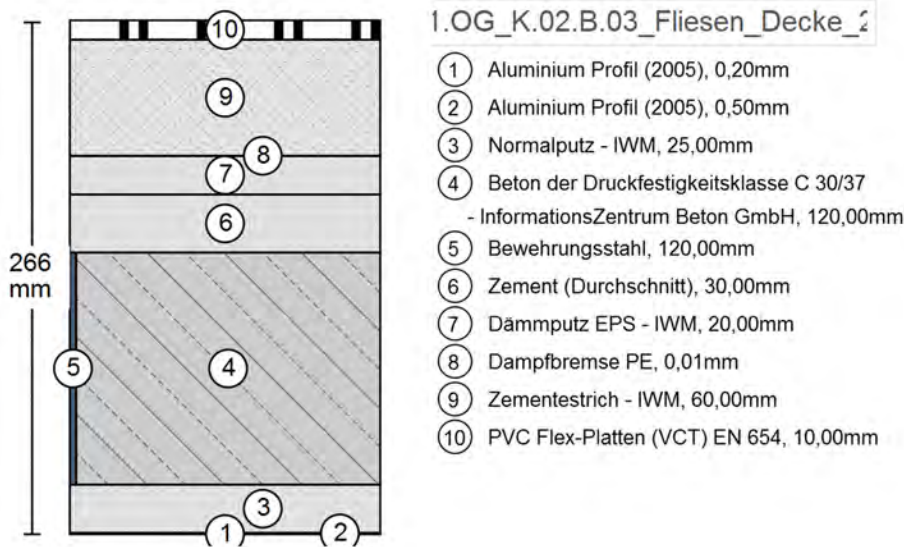 1.OG_K.02.B.03_Fliesen_Decke_2
1 Aluminium Profil (2005), 0,20mm
2 Aluminium Profil (2005), 0,50mm
3 Normalputz - IWM, 25,00mm
4 Beton der Druckfestigkeitsklasse C 30/37
- InformationsZentrum Beton GmbH, 120,00mm
5 Bewehrungsstahl, 120,00mm
6 Zement (Durchschnitt), 30,00mm
7 Dämmputz EPS - IWM, 20,00mm
8 Dampfbremse PE, 0,01mm
9 Zementestrich - IWM, 60,00mm
10 PVC Flex-Platten (VCT) EN 654, 10,00mm
266
mm
10
9
8
7
6
5
4
3
1
2